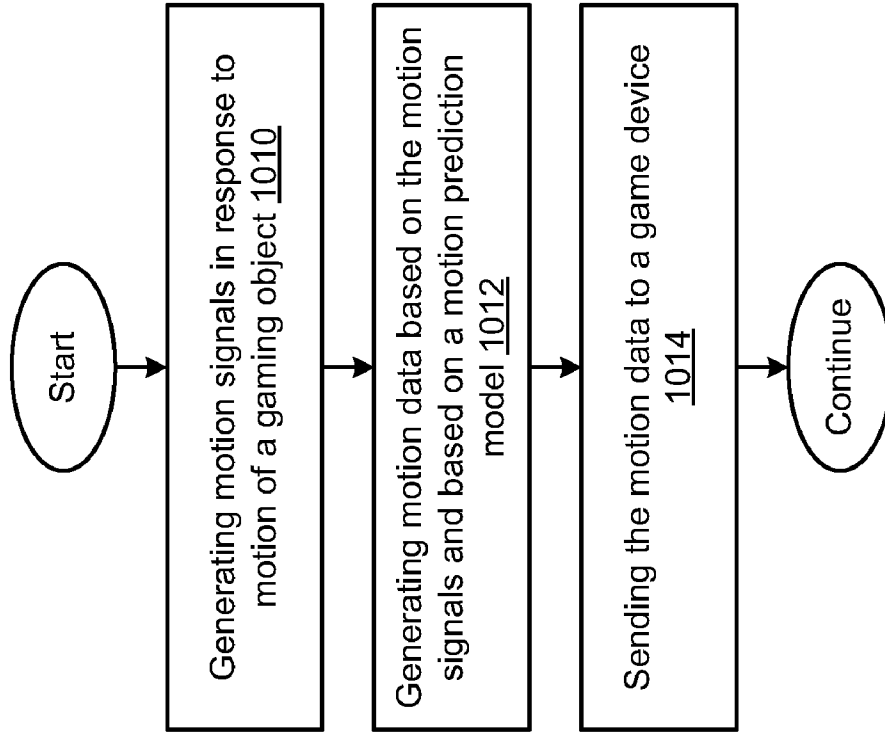 Start
Generating motion signals in response to
motion of a gaming object 1010
Generating motion data based on the motion
signals and based on a motion prediction
model 1012
Sending the motion data to a game device
1014
Continue